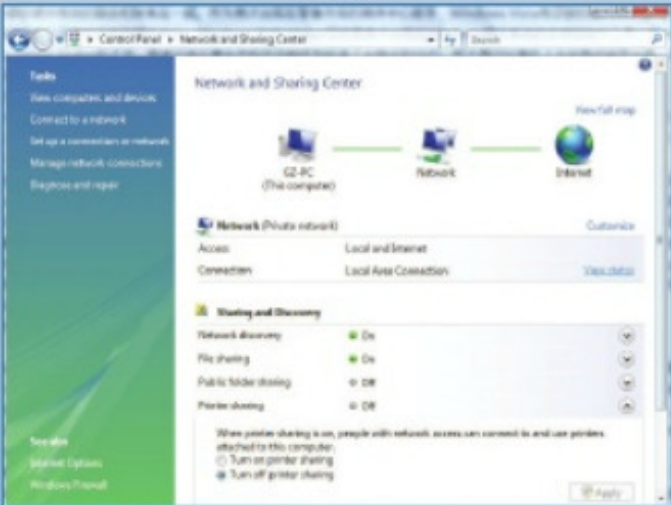 Control Panel ▸ Network and Sharing Center
Search
Tasks
View computers and devices
Connect to a network
Set up a connection or network
Manage network connections
Diagnose and repair
Network and Sharing Center
View full map
GZ-PC
(This computer)
Network
Internet
Network (Private network)
Customize
Access
Local and Internet
Connection
Local Area Connection
View status
Sharing and Discovery
Network discovery
On
File sharing
On
Public folder sharing
Off
Printer sharing
Off
When printer sharing is on, people with network access can connect to and use printers
attached to this computer.
Turn on printer sharing
Turn off printer sharing
Apply
See also
Internet Options
Windows Firewall